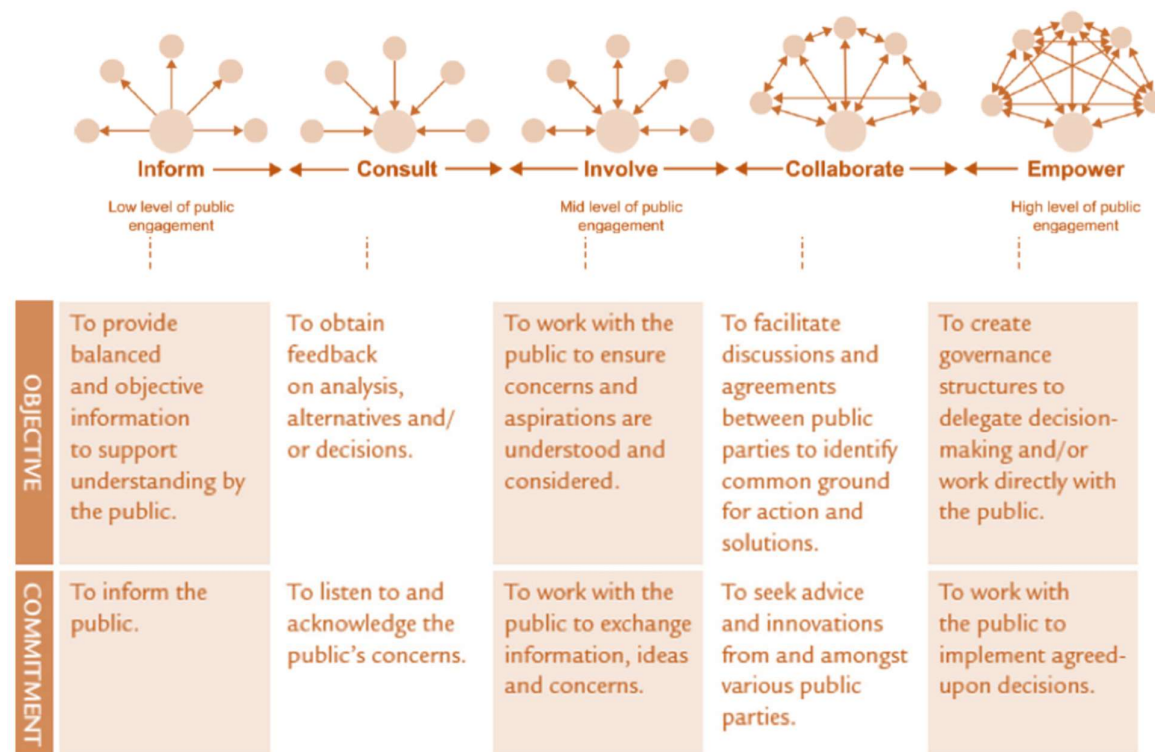 Inform
Consult
Involve
Collaborate
Empower
Low level of public
engagement
Mid level of public
engagement
High level of public
engagement
OBJECTIVE
To provide
balanced
and objective
information
to support
understanding by
the public.
To obtain
feedback
on analysis,
alternatives and/
or decisions.
To work with the
public to ensure
concerns and
aspirations are
understood and
considered.
To facilitate
discussions and
agreements
between public
parties to identify
common ground
for action and
solutions.
To create
governance
structures to
delegate decision-
making and/or
work directly with
the public.
COMMITMENT
To inform the
public.
To listen to and
acknowledge the
public's concerns.
To work with the
public to exchange
information, ideas
and concerns.
To seek advice
and innovations
from and amongst
various public
parties.
To work with
the public to
implement agreed-
upon decisions.